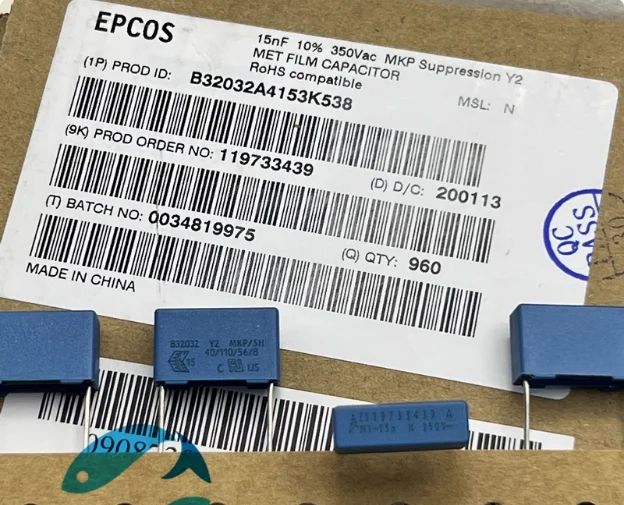 EPCOS
15nF 10% 350Vac MKP Suppression Y2
MET FILM CAPACITOR
RoHS compatible
MSL: N
(1P) PROD ID: B32032A4153K538
(9K) PROD ORDER NO: 119733439
(D) D/C: 200113
(T) BATCH NO: 0034819975
(Q) QTY: 960
MADE IN CHINA
QC
PASS
B32032 Y2 MKP/SH
40/110/56/B
15
US
Z119733439 A